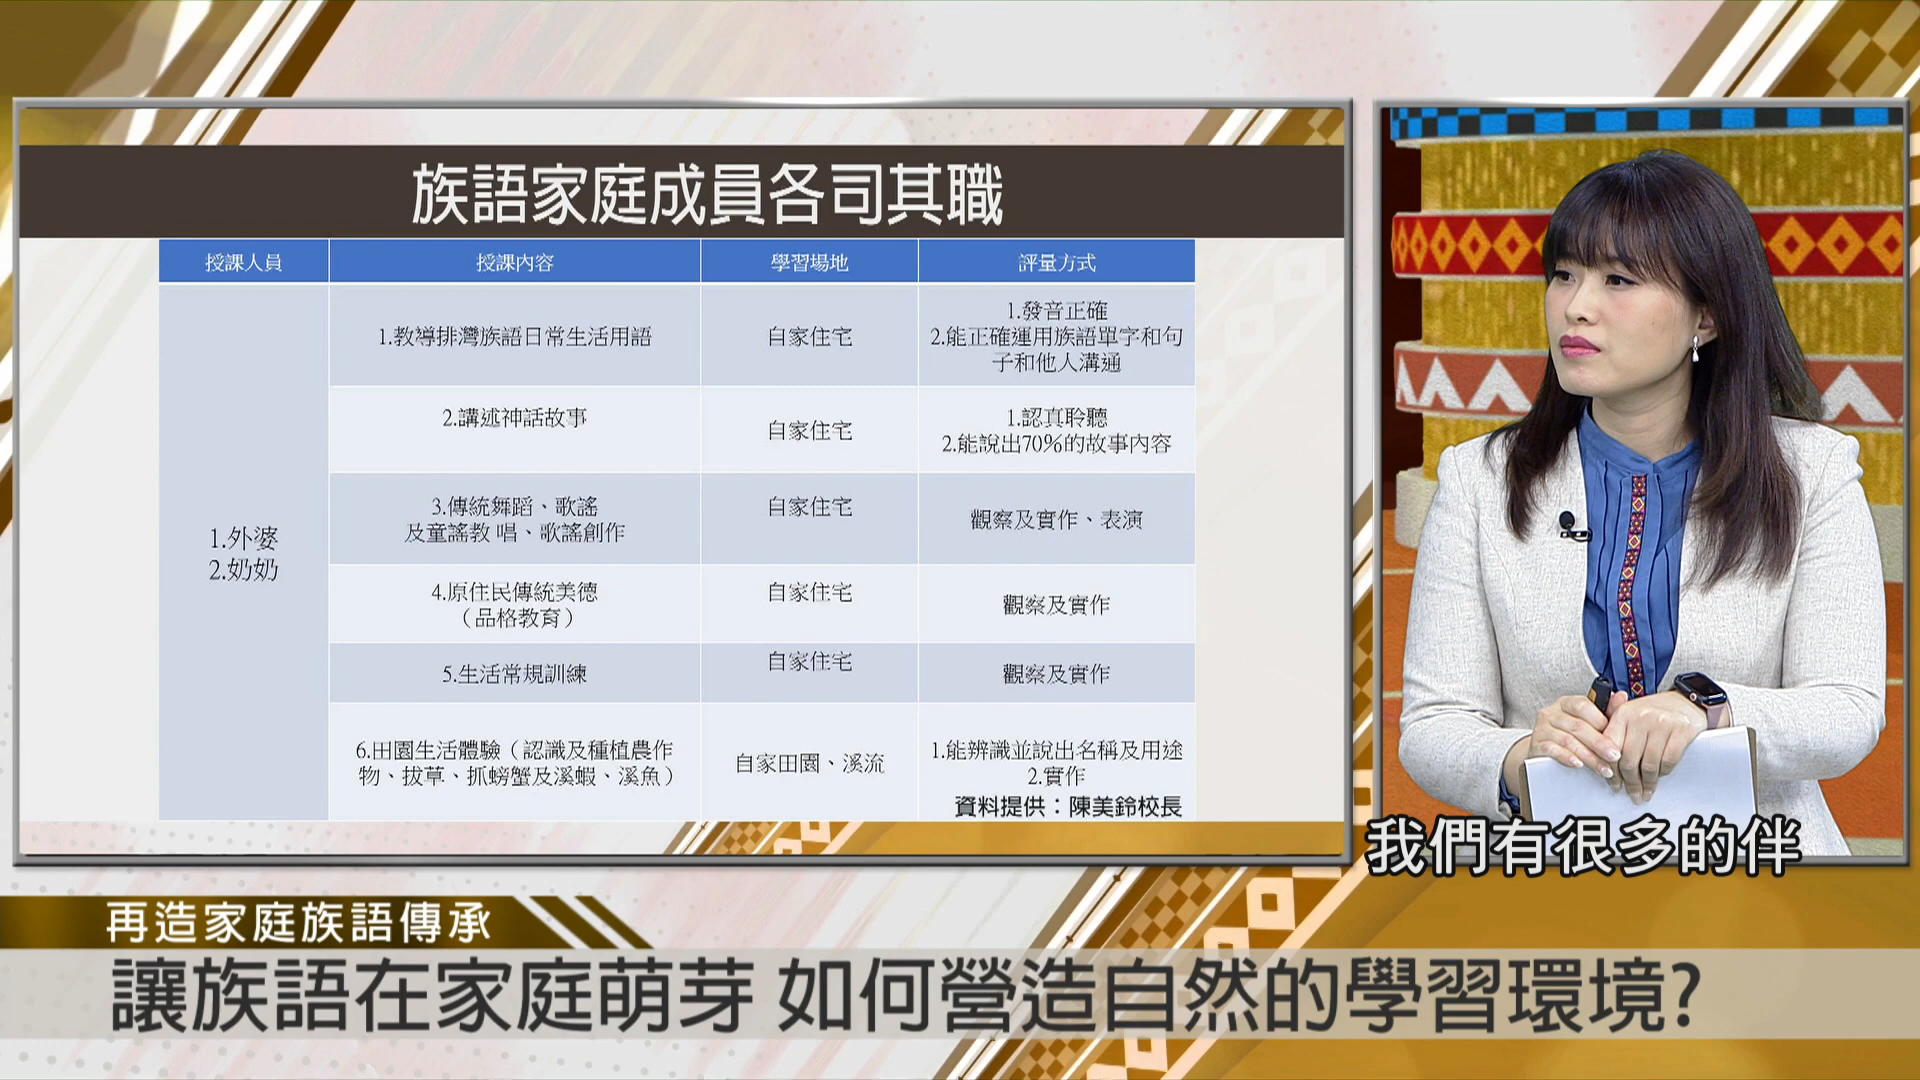 族語家庭成員各司其職
授課人員 授課內容 學習場地 評量方式
1.外婆
2.奶奶
1.教導排灣族語日常生活用語
自家住宅
1.發音正確
2.能正確運用族語單字和句
子和他人溝通
2.講述神話故事
自家住宅
1.認真聆聽
2.能說出70%的故事內容
3.傳統舞蹈、歌謠
及童謠教 唱、歌謠創作
自家住宅
觀察及實作、表演
4.原住民傳統美德
（品格教育）
自家住宅
觀察及實作
5.生活常規訓練
自家住宅
觀察及實作
6.田園生活體驗（認識及種植農作
物、拔草、抓螃蟹及溪蝦、溪魚）
自家田園、溪流
1.能辨識並說出名稱及用途
2.實作
資料提供：陳美鈴校長
我們有很多的伴
再造家庭族語傳承
讓族語在家庭萌芽 如何營造自然的學習環境?